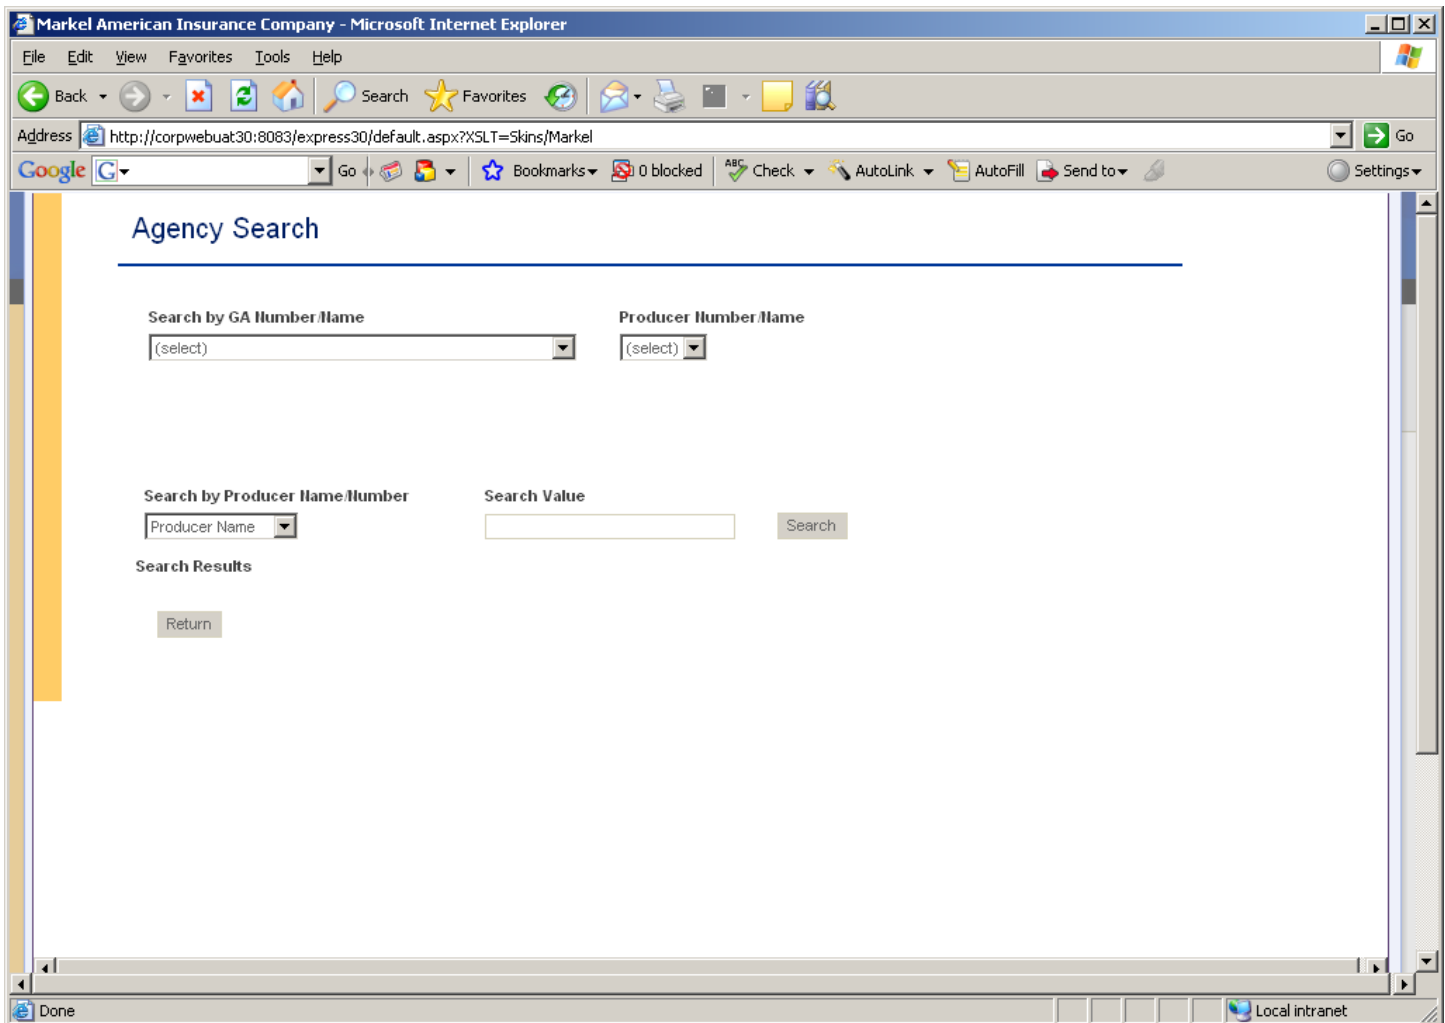 Markel American Insurance Company - Microsoft Internet Explorer
File Edit View Favorites Tools Help
Back Search Favorites
Address http://corpwebuat30:8083/express30/default.aspx?XSLT=Skins/Markel Go
Google G Go Bookmarks 0 blocked ABC Check AutoLink AutoFill Send to Settings
Agency Search
Search by GA Number/Name Producer Number/Name
(select) (select)
Search by Producer Name/Number Search Value
Producer Name Search
Search Results
Return
Done Local intranet